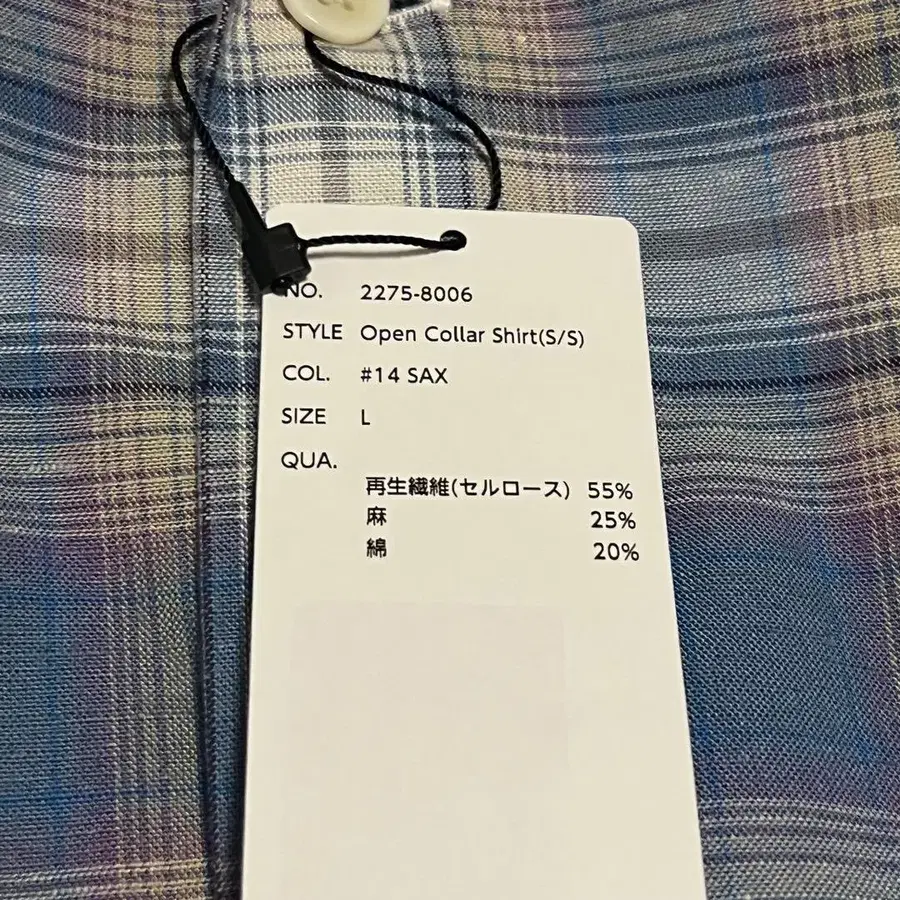 NO. 2275-8006
STYLE Open Collar Shirt(S/S)
COL. #14 SAX
SIZE L
QUA.
再生繊維(セルロース) 55%
麻 25%
綿 20%